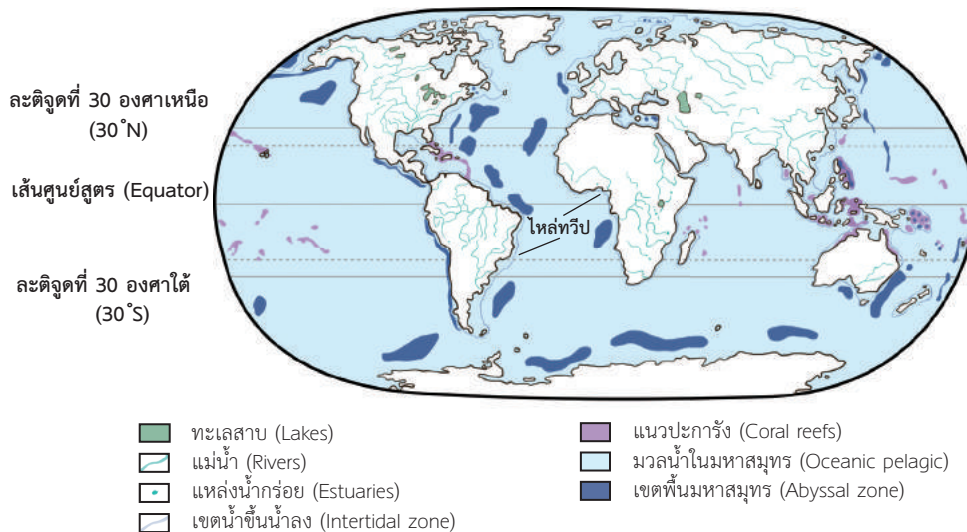 ละติจูดที่ 30 องศาเหนือ
(30 ̊N)
เส้นศูนย์สูตร (Equator)
ไหล่ทวีป
ละติจูดที่ 30 องศาใต้
(30 ̊S)
ทะเลสาบ (Lakes)
แม่น้ำ (Rivers)
แหล่งน้ำกร่อย (Estuaries)
เขตน้ำขึ้นน้ำลง (Intertidal zone)
แนวปะการัง (Coral reefs)
มวลน้ำในมหาสมุทร (Oceanic pelagic)
เขตพื้นมหาสมุทร (Abyssal zone)